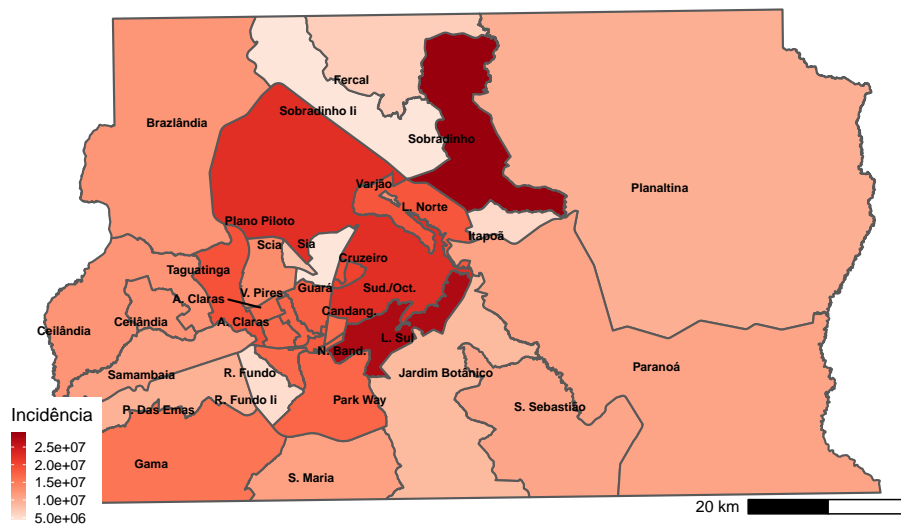 Fercal
Sobradinho Ii
Brazlândia
Sobradinho
Varjão
Planaltina
L. Norte
Plano Piloto
Itapoã
Scia
Sia
Cruzeiro
Taguatinga
Guará
Sud./Oct.
V. Pires
A. Claras
Candang.
Ceilândia
A. Claras
Ceilândia
L. Sul
N. Band.
Paranoá
Samambaia
R. Fundo
Jardim Botânico
R. Fundo Ii
Park Way
S. Sebastião
P. Das Emas
Incidência
2.5e+07
2.0e+07
1.5e+07
1.0e+07
5.0e+06
Gama
S. Maria
20 km